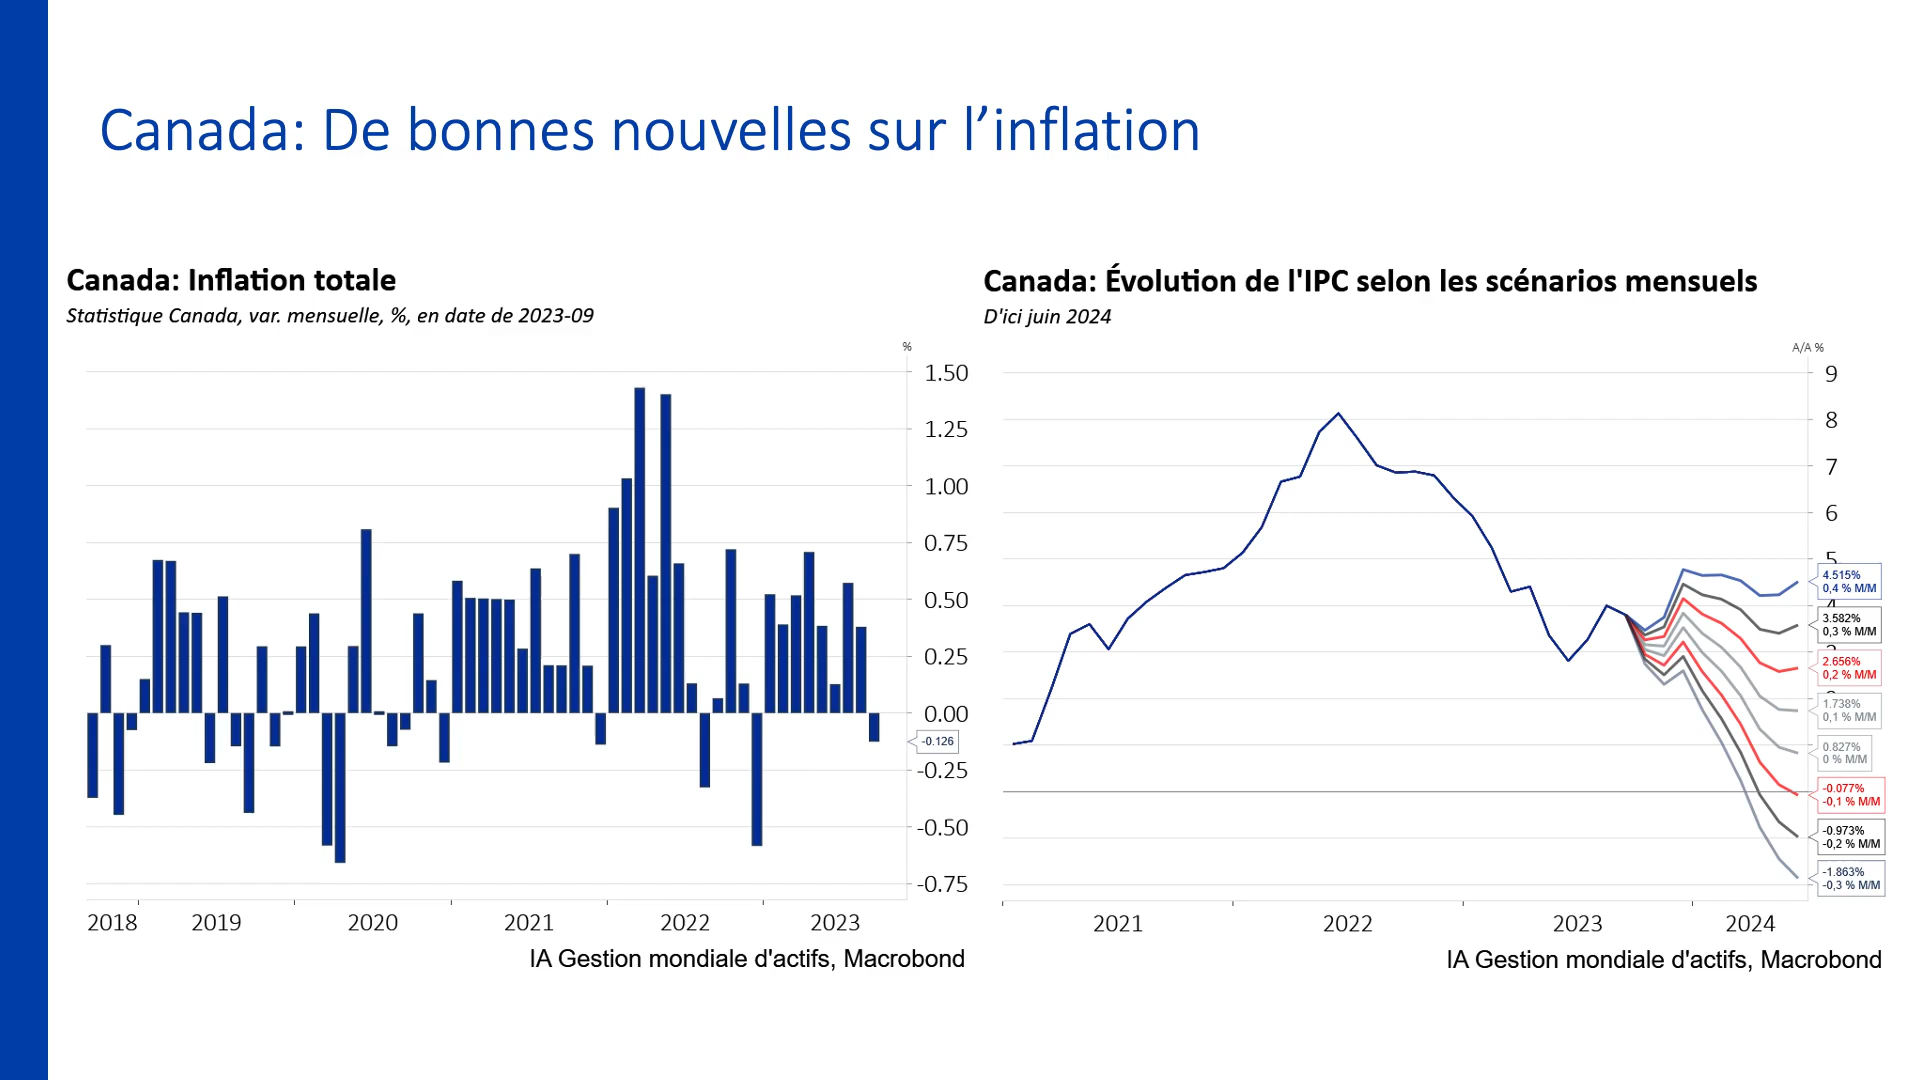 Canada: De bonnes nouvelles sur l’inflation
Canada: Inflation totale
Statistique Canada, var. mensuelle, %, en date de 2023-09
%
1.50
1.25
1.00
0.75
0.50
0.25
0.00
-0.126
-0.25
-0.50
-0.75
2018 2019 2020 2021 2022 2023
IA Gestion mondiale d'actifs, Macrobond
Canada: Évolution de l'IPC selon les scénarios mensuels
D'ici juin 2024
A/A %
9
8
7
6
5
4.515%
0,4 % M/M
4
3.582%
0,3 % M/M
2.656%
0,2 % M/M
1.738%
0,1 % M/M
0.827%
0 % M/M
-0.077%
-0,1 % M/M
-0.973%
-0,2 % M/M
-1.863%
-0,3 % M/M
2021 2022 2023 2024
IA Gestion mondiale d'actifs, Macrobond